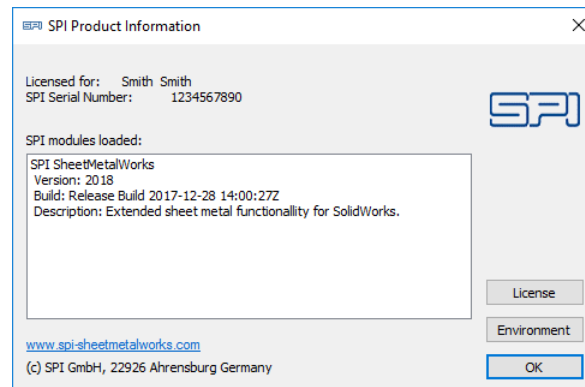 SPI SPI Product Information
Licensed for: Smith Smith
SPI Serial Number: 1234567890
SPI
SPI modules loaded:
SPI SheetMetalWorks
Version: 2018
Build: Release Build 2017-12-28 14:00:27Z
Description: Extended sheet metal functionallity for SolidWorks.
License
Environment
www.spi-sheetmetalworks.com
(c) SPI GmbH, 22926 Ahrensburg Germany
OK